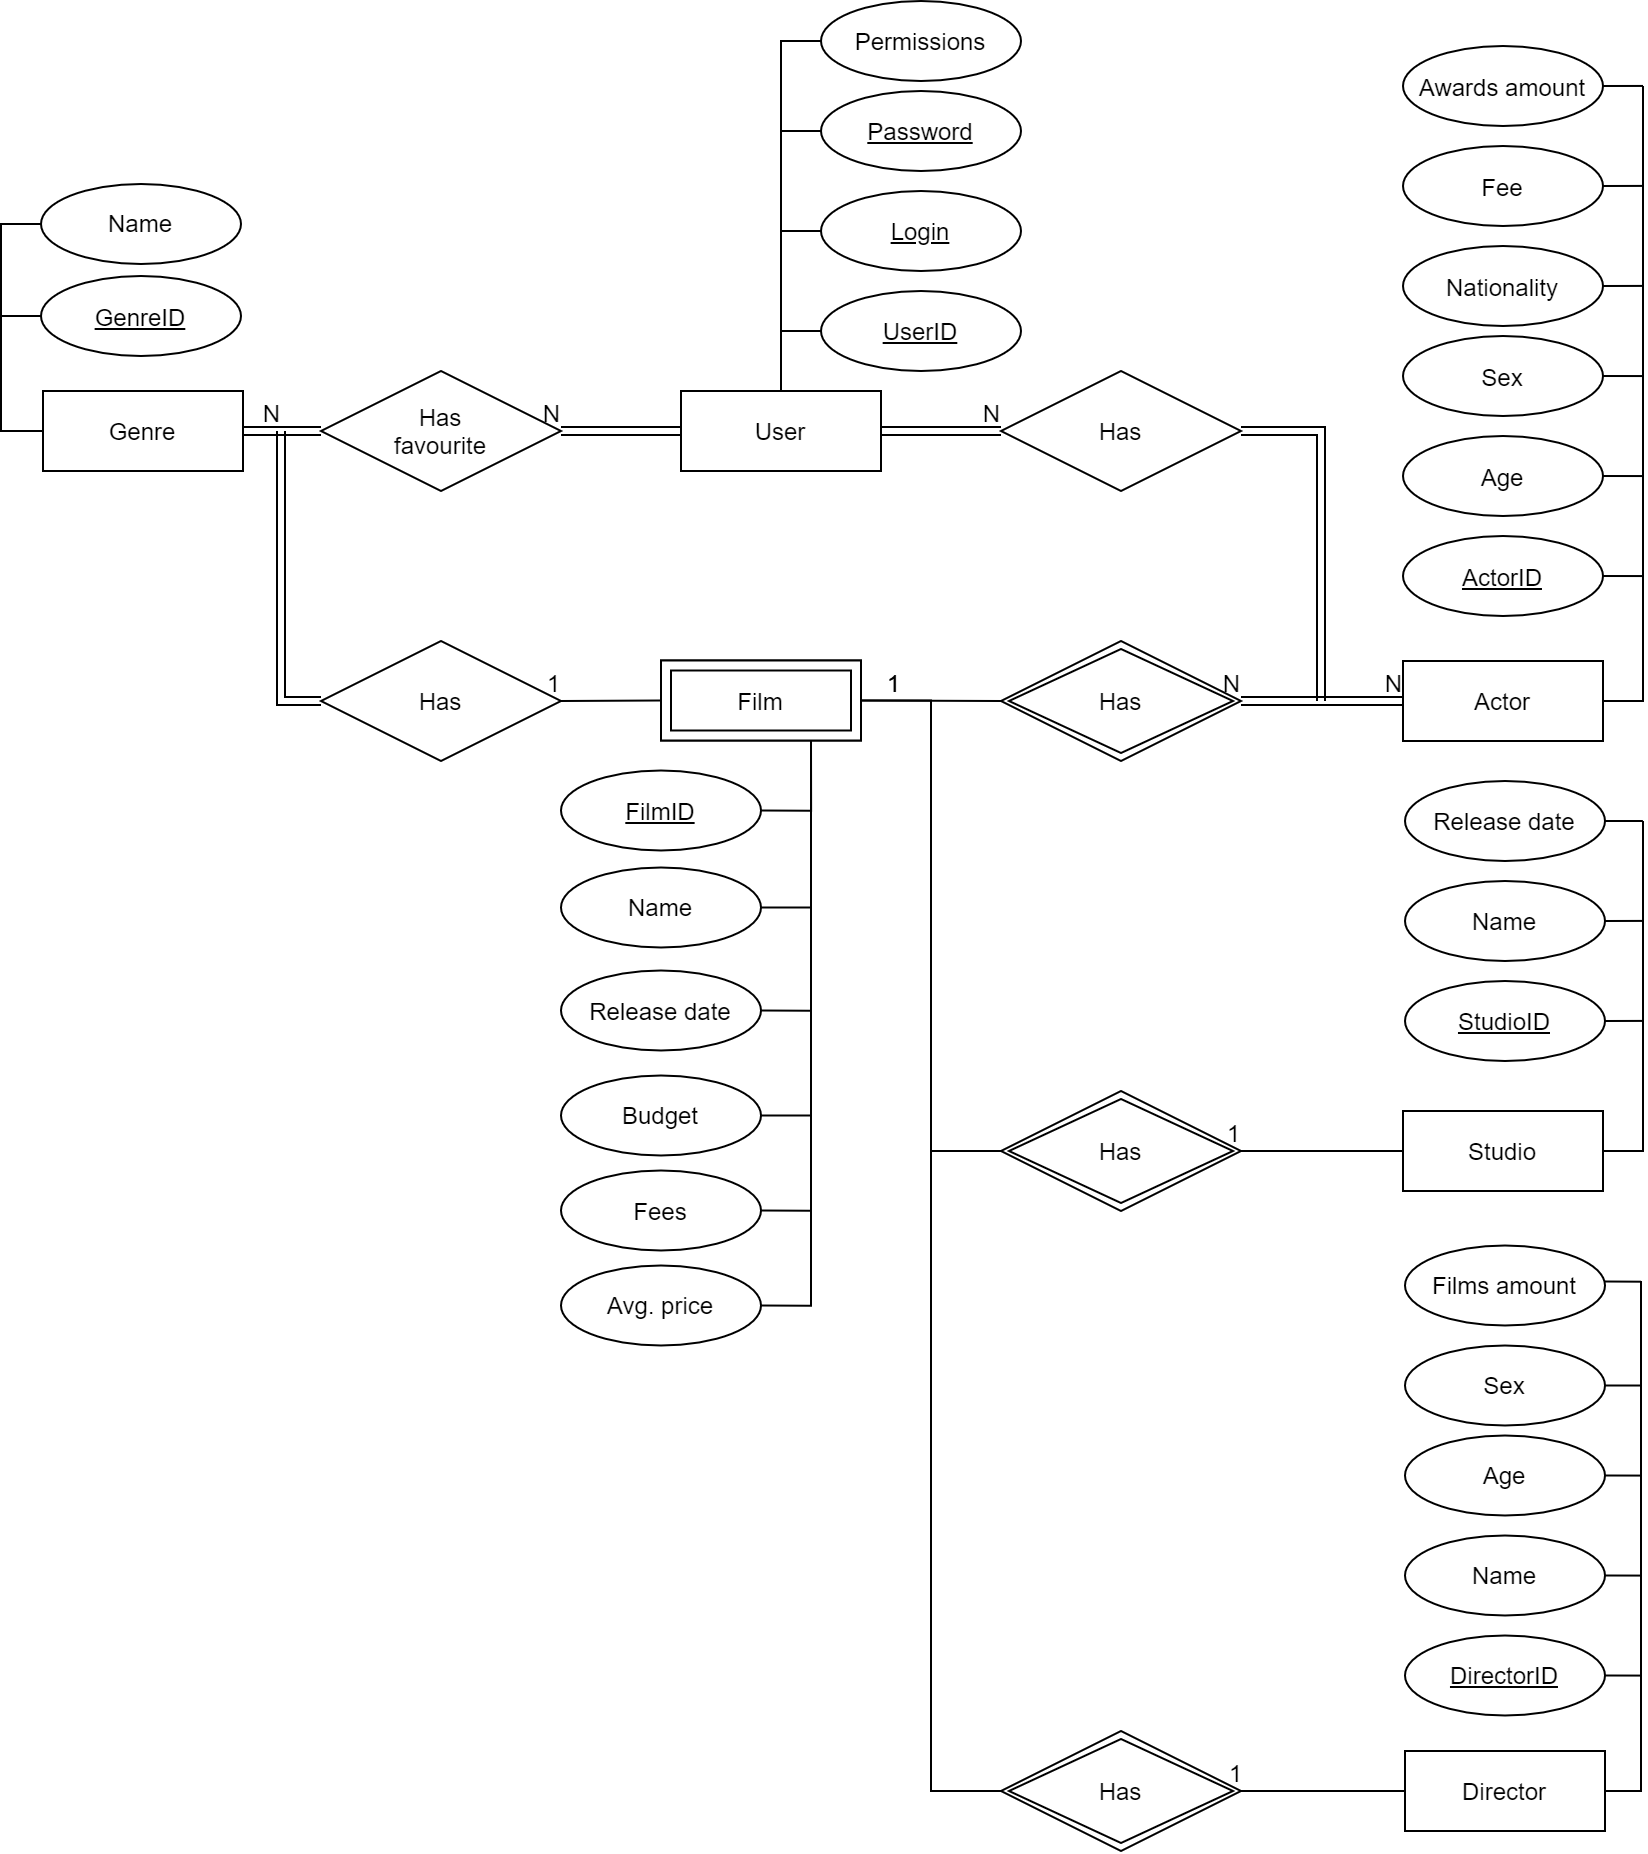 Permissions
Password
Login
UserID
Awards amount
Fee
Nationality
Sex
Age
ActorID
Name
GenreID
Genre
N
Has
favourite
N
User
N
Has
Has
1
Film
1
Has
N
N
Actor
FilmID
Name
Release date
Budget
Fees
Avg. price
Release date
Name
StudioID
Has
1
Studio
Films amount
Sex
Age
Name
DirectorID
Has
1
Director